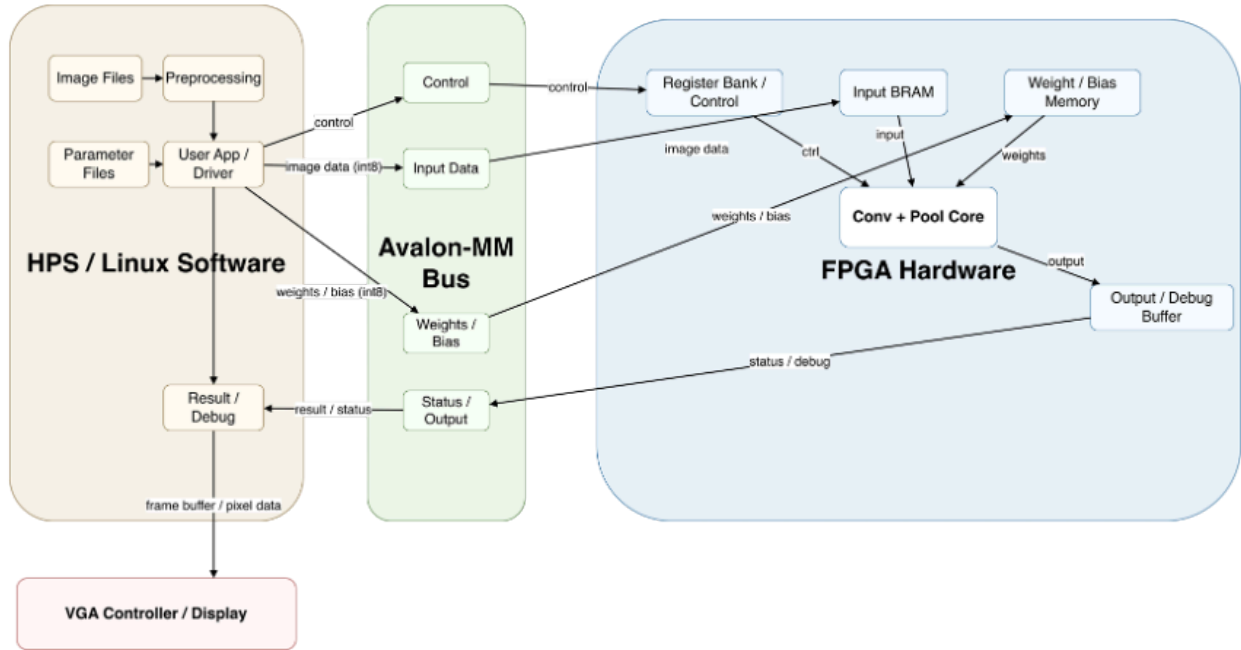 Image Files
Preprocessing
Control
control
Register Bank /
Control
Input BRAM
Weight / Bias
Memory
control
Parameter
Files
User App /
Driver
image data (int8)
Input Data
image data
ctrl
input
weights
weights / bias
Conv + Pool Core
HPS / Linux Software
Avalon-MM
Bus
FPGA Hardware
output
weights / bias (int8)
Weights /
Bias
Output / Debug
Buffer
status / debug
Result /
Debug
result / status
Status /
Output
frame buffer / pixel data
VGA Controller / Display